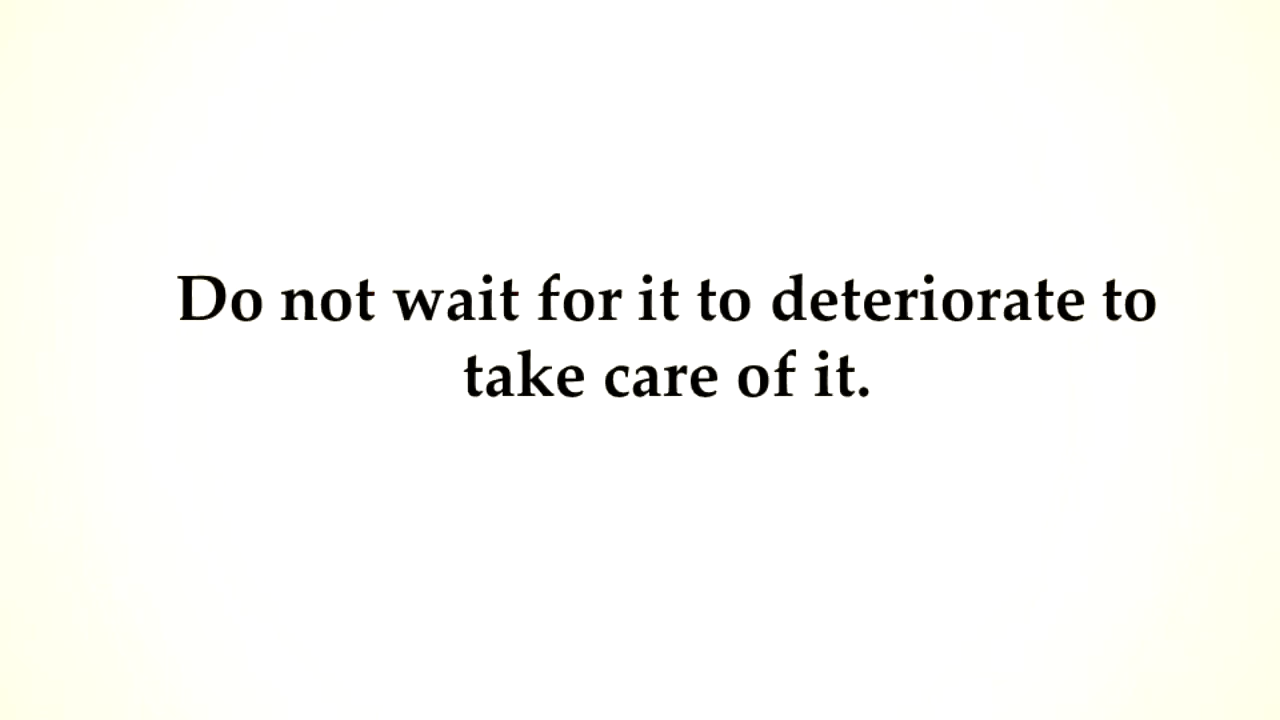 Do not wait for it to deteriorate to
take care of it.